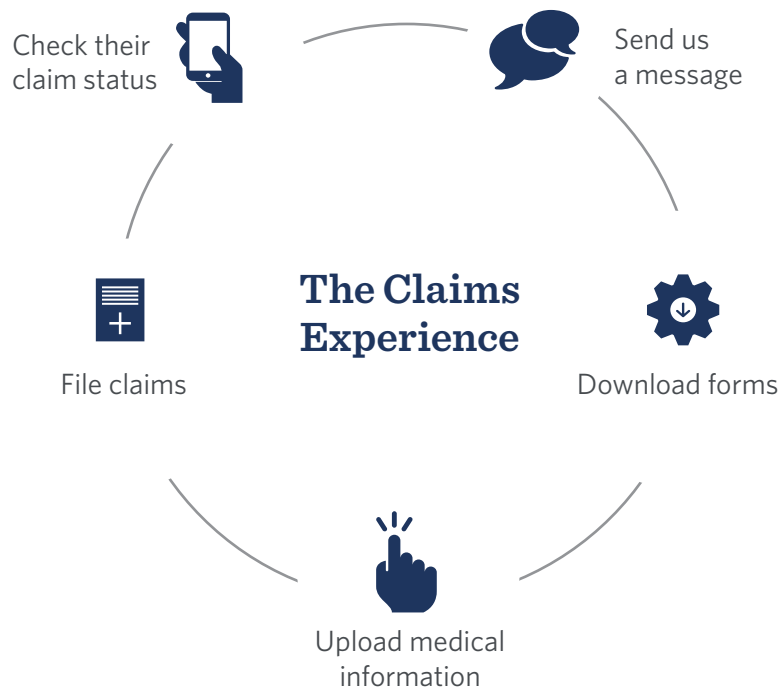 Check their
claim status
Send us
a message
The Claims
Experience
File claims
Download forms
Upload medical
information